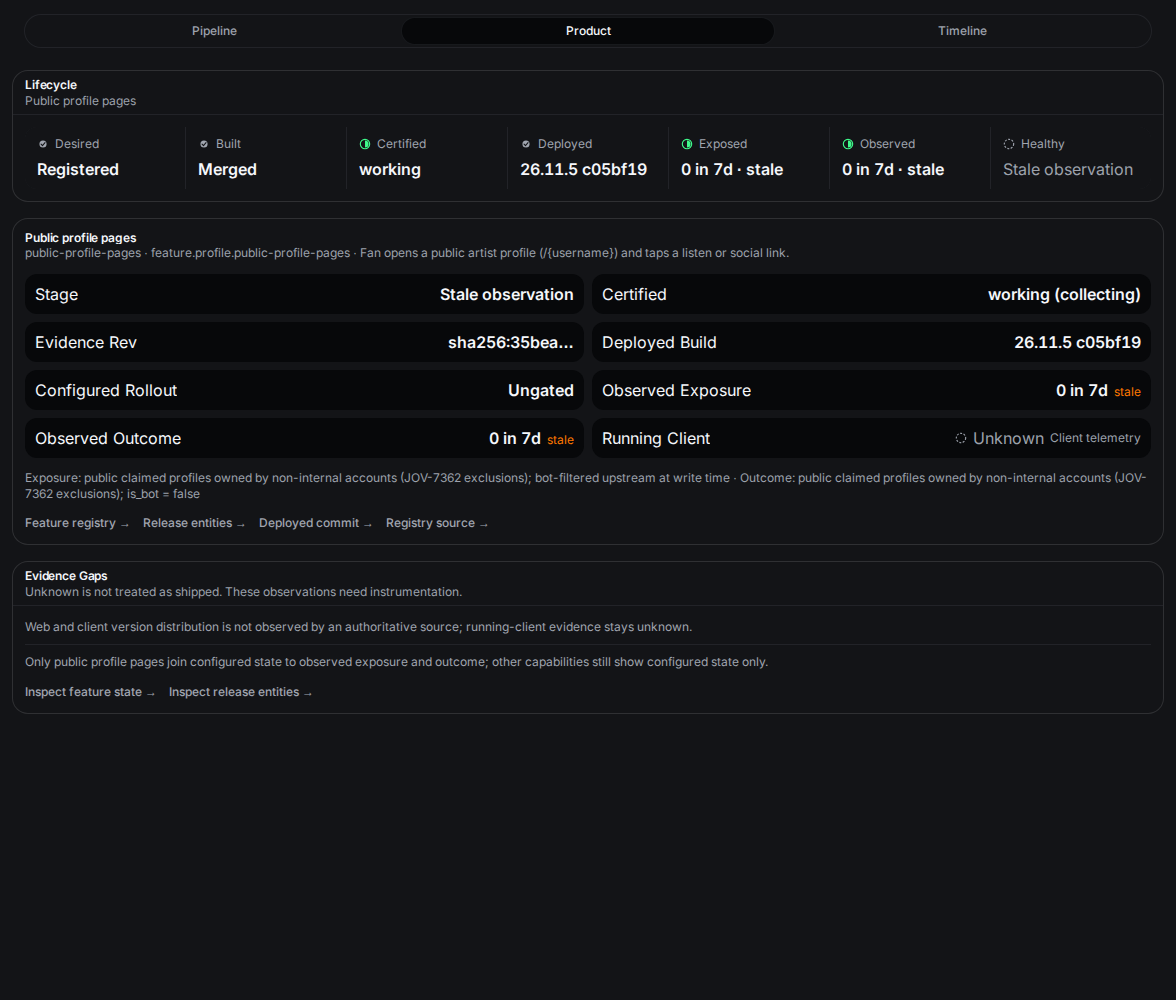 Pipeline
Product
Timeline
Lifecycle
Public profile pages
Desired
Registered
Built
Merged
Certified
working
Deployed
26.11.5 c05bf19
Exposed
0 in 7d · stale
Observed
0 in 7d · stale
Healthy
Stale observation
Public profile pages
public-profile-pages · feature.profile.public-profile-pages · Fan opens a public artist profile (/{username}) and taps a listen or social link.
Stage
Stale observation
Certified
working (collecting)
Evidence Rev
sha256:35bea…
Deployed Build
26.11.5 c05bf19
Configured Rollout
Ungated
Observed Exposure
0 in 7d stale
Observed Outcome
0 in 7d stale
Running Client
Unknown Client telemetry
Exposure: public claimed profiles owned by non-internal accounts (JOV-7362 exclusions); bot-filtered upstream at write time · Outcome: public claimed profiles owned by non-internal accounts (JOV-
7362 exclusions); is_bot = false
Feature registry → Release entities → Deployed commit → Registry source →
Evidence Gaps
Unknown is not treated as shipped. These observations need instrumentation.
Web and client version distribution is not observed by an authoritative source; running-client evidence stays unknown.
Only public profile pages join configured state to observed exposure and outcome; other capabilities still show configured state only.
Inspect feature state → Inspect release entities →